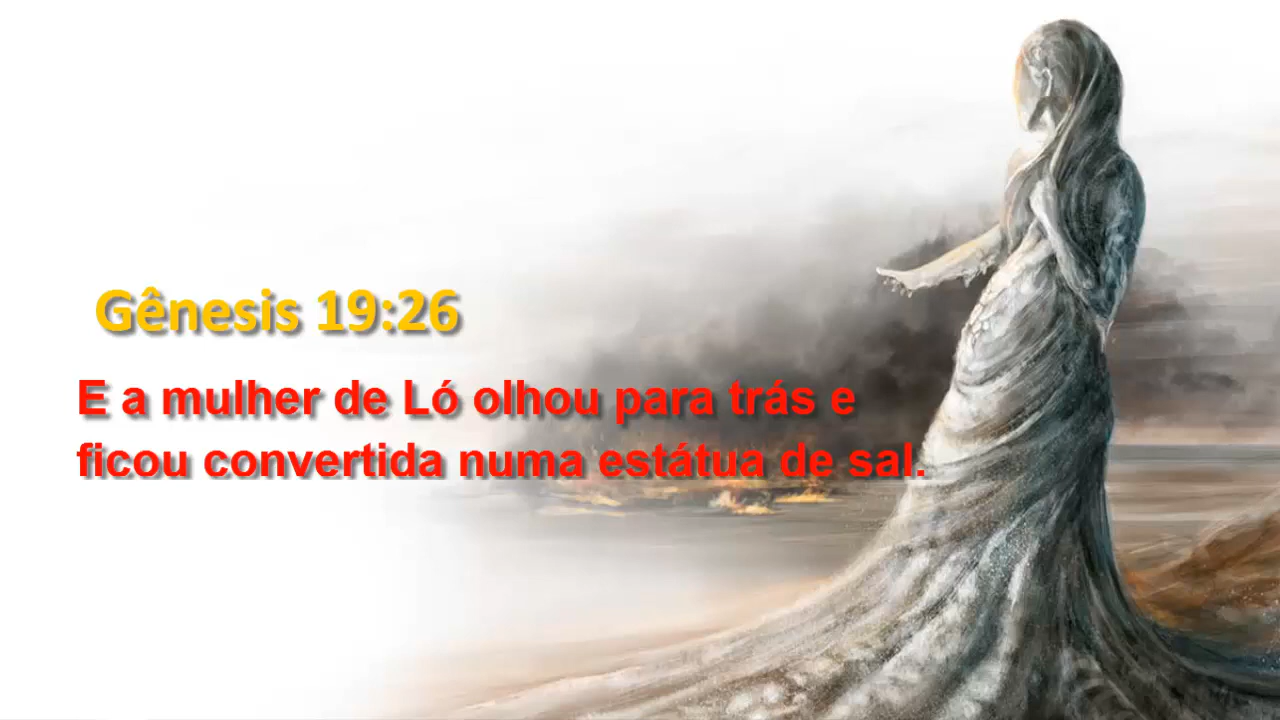 Gênesis 19:26
E a mulher de Ló olhou para trás e
ficou convertida numa estátua de sal.